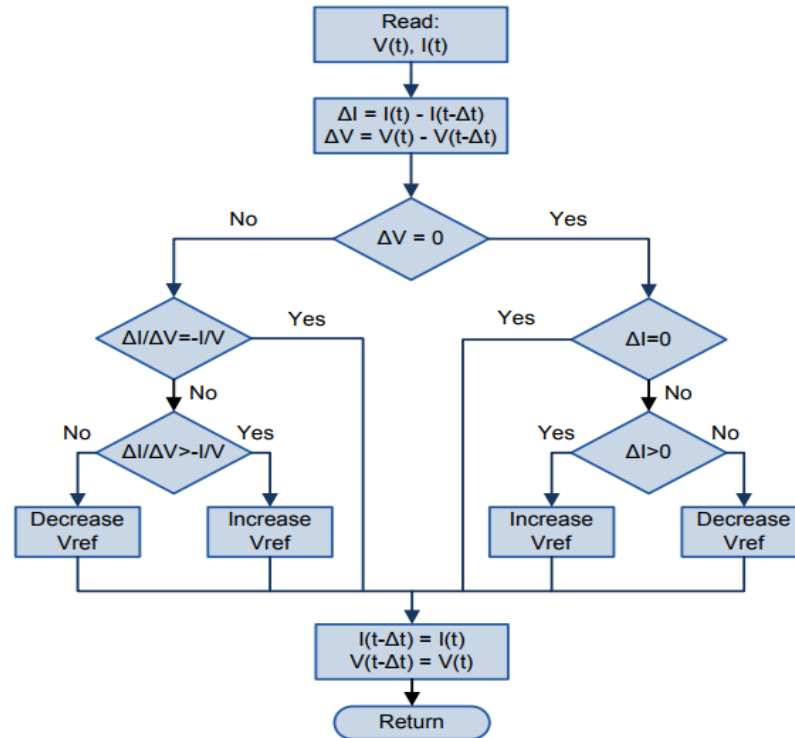 Read:
V(t), I(t)
ΔI = I(t) - I(t-Δt)
ΔV = V(t) - V(t-Δt)
No
Yes
ΔV = 0
ΔI/ΔV=-I/V
Yes
Yes
ΔI=0
No
No
No
ΔI/ΔV>-I/V
Yes
Yes
ΔI>0
No
Decrease
Vref
Increase
Vref
Increase
Vref
Decrease
Vref
I(t-Δt) = I(t)
V(t-Δt) = V(t)
Return